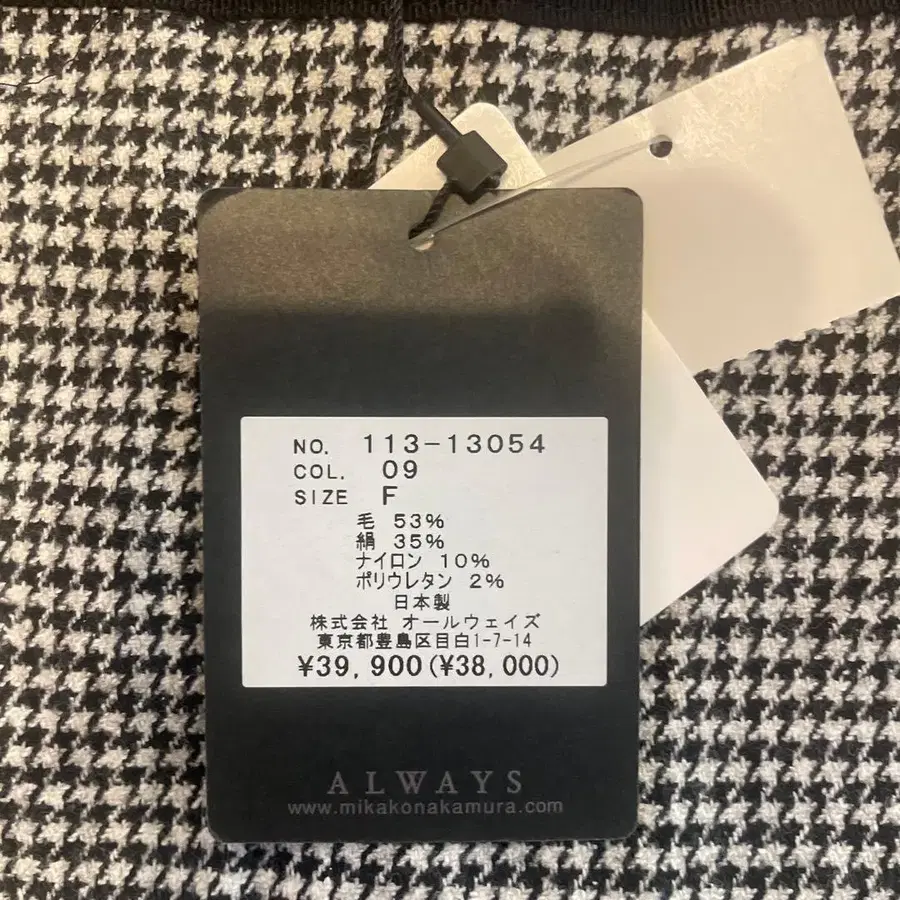 NO. 113-13054
COL. 09
SIZE F
毛 53%
絹 35%
ナイロン 10%
ポリウレタン 2%
日本製
株式会社 オールウェイズ
東京都豊島区目白1-7-14
¥39,900(¥38,000)
ALWAYS
www.mikakonakamura.com